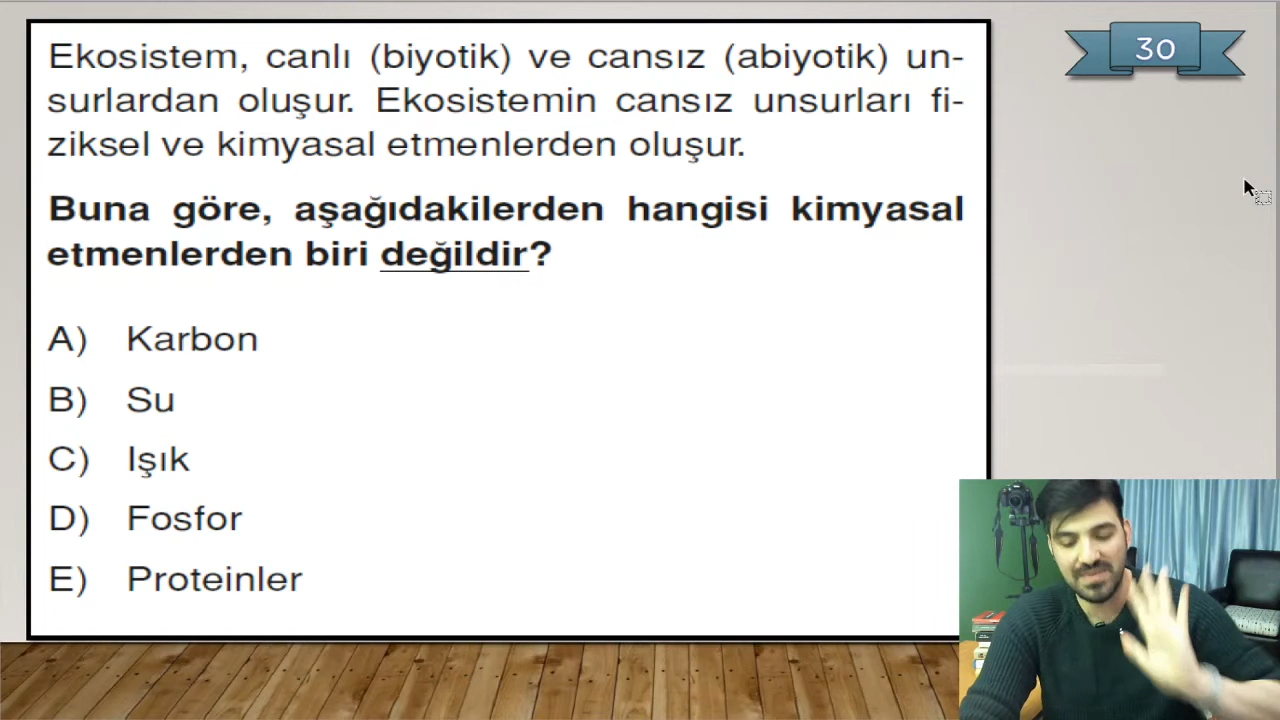 30
Ekosistem, canlı (biyotik) ve cansız (abiyotik) un-
surlardan oluşur. Ekosistemin cansız unsurları fi-
ziksel ve kimyasal etmenlerden oluşur.
Buna göre, aşağıdakilerden hangisi kimyasal
etmenlerden biri değildir?
A) Karbon
B) Su
C) Işık
D) Fosfor
E) Proteinler